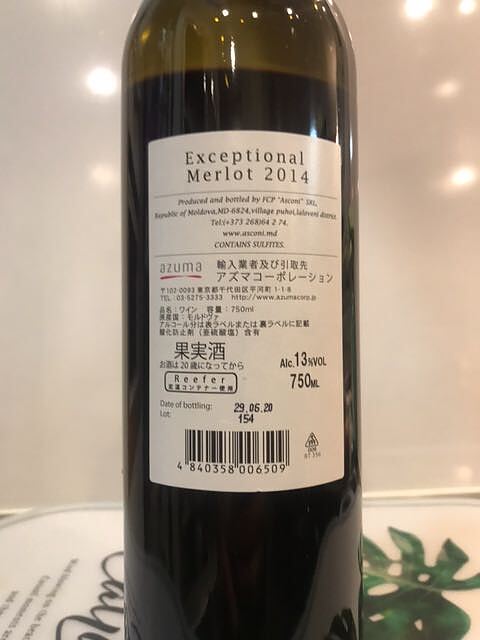 Exceptional
Merlot 2014
Produced and bottled by FCP "Asconi" SRL,
Republic of Moldova,MD-6824,village puhoi,ialoveni district.
Tel:(+373 268)64 2 74.
www.asconi.md
CONTAINS SULFITES.
azuma 輸入業者及び引取先
アズマコーポレーション
〒102-0093 東京都千代田区平河町 1-1-8
TEL: 03-5275-3333 http://www.azumacorp.jp
品名：ワイン 容量：750ml
原産国：モルドヴァ
アルコール分は表ラベルまたは裏ラベルに記載
酸化防止剤（亜硫酸塩）含有
果実酒
お酒は20歳になってから
Alc.13%VOL
Reefer
定温コンテナー使用
750ML
Date of bottling: 29.06.20
Lot: 154
4 840358 006509